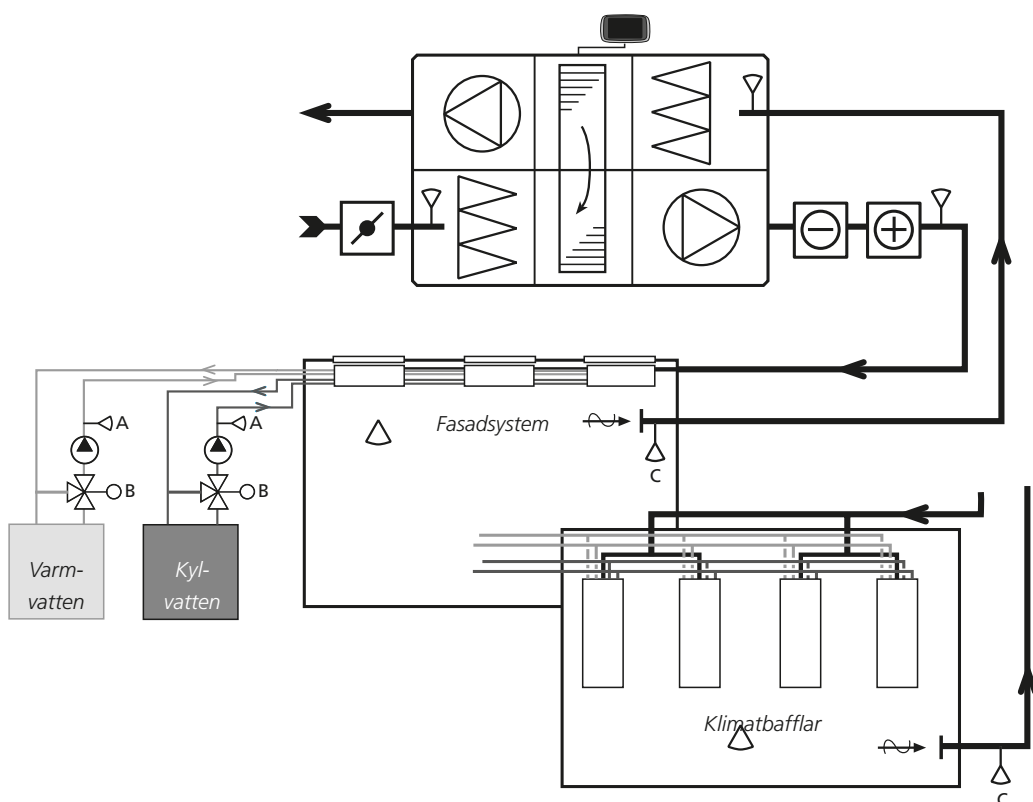 Fasadsystem
A
A
C
B
B
Varm-
vatten
Kyl-
vatten
Klimatbafflar
C